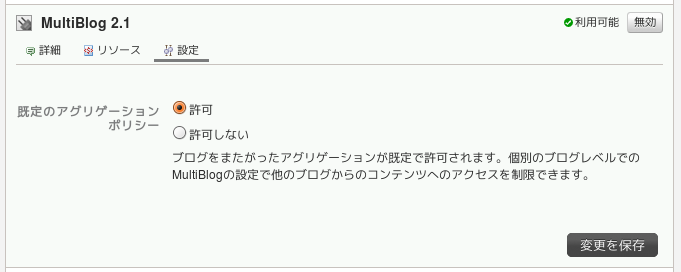 MultiBlog 2.1
利用可能 無効
詳細 リソース 設定
既定のアグリゲーション
ポリシー
許可
許可しない
ブログをまたがったアグリゲーションが既定で許可されます。個別のブログレベルでの
MultiBlogの設定で他のブログからのコンテンツへのアクセスを制限できます。
変更を保存